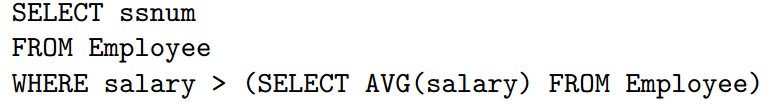 SELECT ssnum
FROM Employee
WHERE salary > (SELECT AVG(salary) FROM Employee)